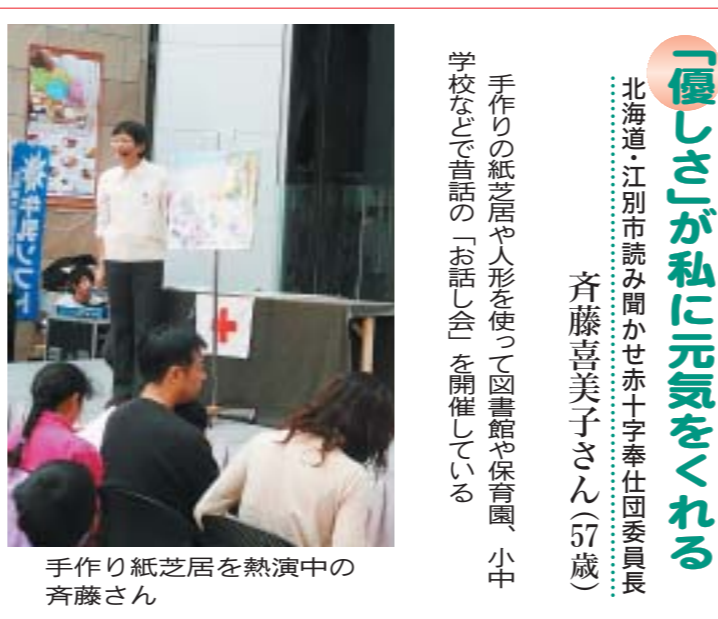 「優しさ」が私に元気をくれる
北海道・江別市読み聞かせ赤十字奉仕団委員長
斉藤喜美子さん(57歳)
手作りの紙芝居や人形を使って図書館や保育園、小中
学校などで昔話の「お話し会」を開催している
牛乳ソフト
手作り紙芝居を熱演中の
斉藤さん